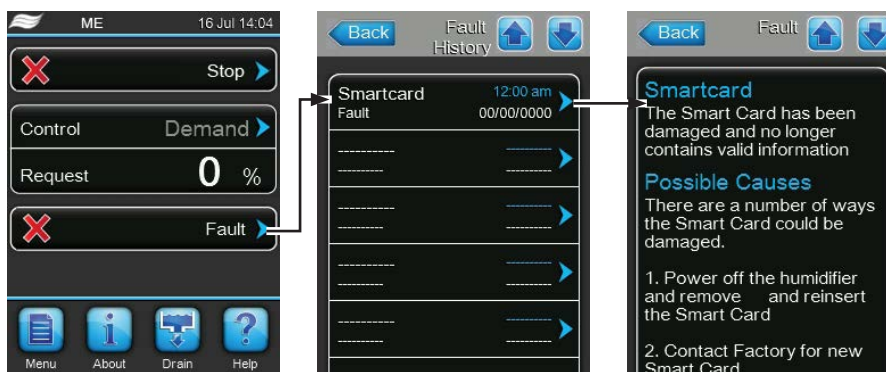 ME 16 Jul 14:04
Stop
Control Demand
Request 0 %
Fault
Menu About Drain Help
Back Fault History
Smartcard 12:00 am
Fault 00/00/0000
---------- ----------
---------- ----------
---------- ----------
---------- ----------
---------- ----------
---------- ----------
---------- ----------
---------- ----------
Back Fault
Smartcard
The Smart Card has been
damaged and no longer
contains valid information
Possible Causes
There are a number of ways
the Smart Card could be
damaged.
1. Power off the humidifier
and remove and reinsert
the Smart Card
2. Contact Factory for new
Smart Card